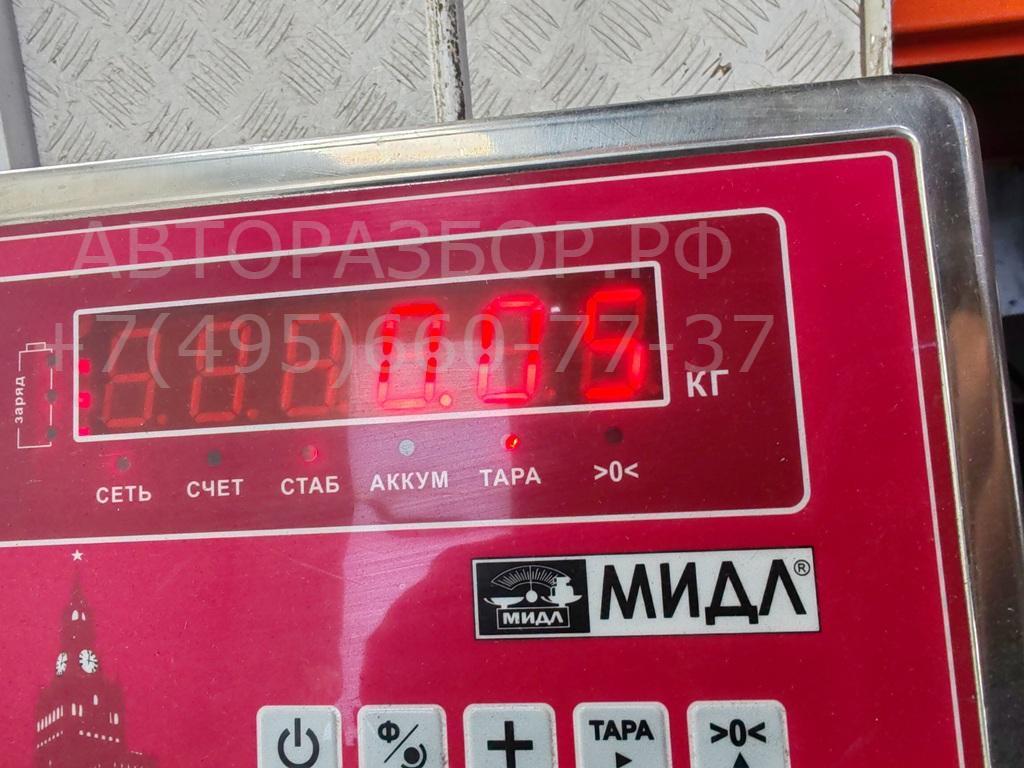 АВТОРАЗБОР.РФ
+7(495)660-77-37
0.05
КГ
заряд
СЕТЬ СЧЕТ СТАБ АККУМ ТАРА >0<
МИДЛ МИДЛ®
Ф ТАРА >0<